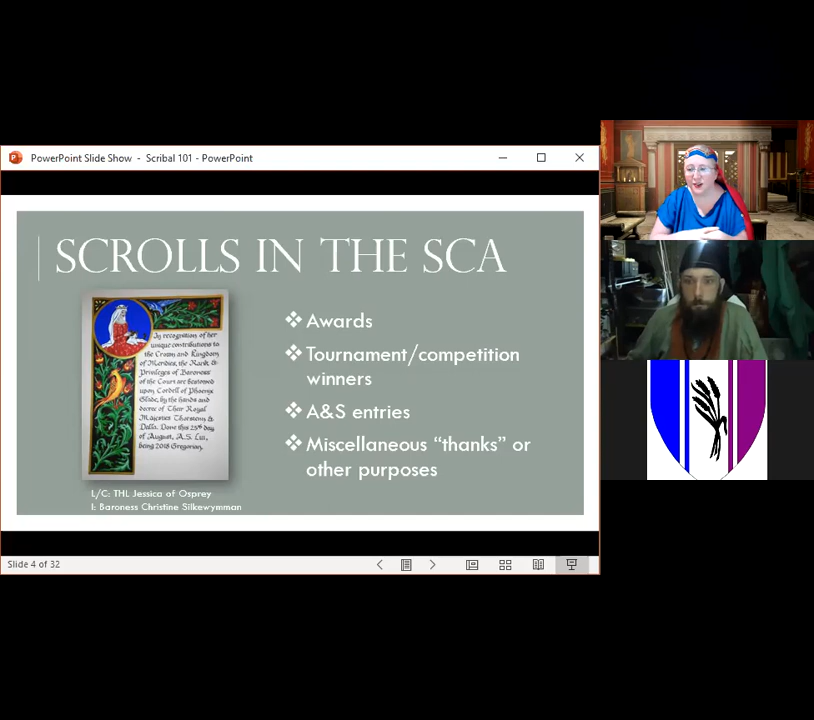 PowerPoint Slide Show - Scribal 101 - PowerPoint
SCROLLS IN THE SCA
In recognition of her
unique contributions to
the Crown and Kingdom
of Meridies, the Rank &
Privileges of Baroness
of the Court are bestowed
upon Cordell of Phoenix
Glade, by the hands and
decree of Their Royal
Majesties Thorstenn &
Dalla. Done this 25th day
of August, A.S. LIII,
being 2018 Gregorian.
L/C: THL Jessica of Osprey
I: Baroness Christine Silkewymman
❖ Awards
❖ Tournament/competition
winners
❖ A&S entries
❖ Miscellaneous “thanks” or
other purposes
Slide 4 of 32